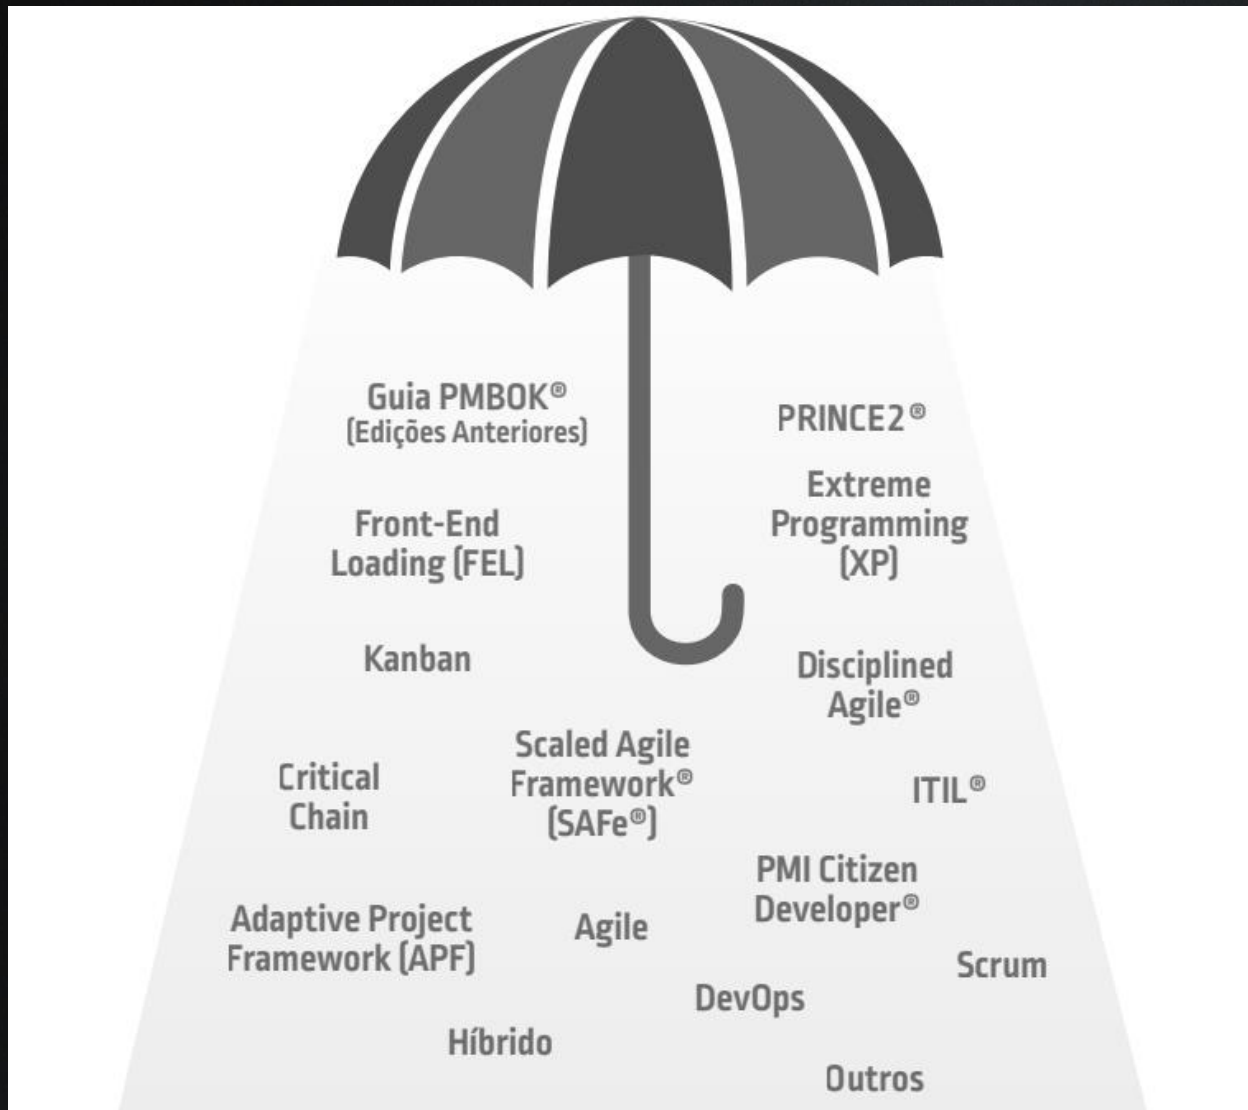 Guia PMBOK®
(Edições Anteriores)
PRINCE2®
Extreme
Programming
(XP)
Front-End
Loading (FEL)
Kanban
Disciplined
Agile®
Scaled Agile
Framework®
(SAFe®)
Critical
Chain
ITIL®
PMI Citizen
Developer®
Adaptive Project
Framework (APF)
Agile
Scrum
DevOps
Híbrido
Outros